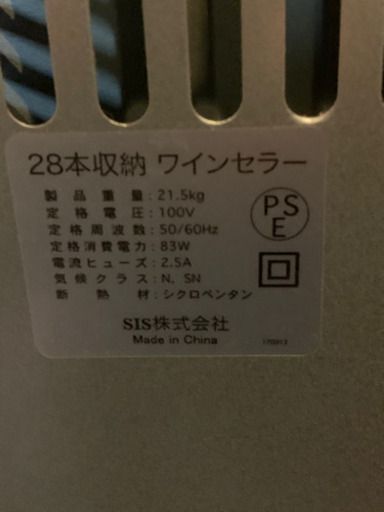 28本収納 ワインセラー
製品重量:21.5kg
定格電圧:100V
定格周波数:50/60Hz
定格消費電力:83W
電流ヒューズ:2.5A
気候クラス:N、SN
断熱材:シクロペンタン
PSE
SIS株式会社
Made in China